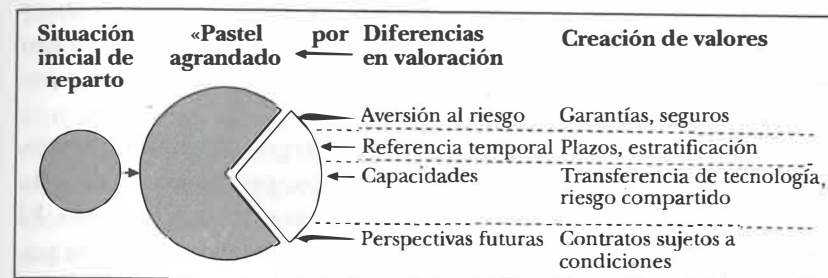 Situación inicial de reparto
«Pastel agrandado
por
Diferencias en valoración
Creación de valores
Aversión al riesgo
Garantías, seguros
Referencia temporal
Plazos, estratificación
Capacidades
Transferencia de tecnología,
riesgo compartido
Perspectivas futuras
Contratos sujetos a
condiciones